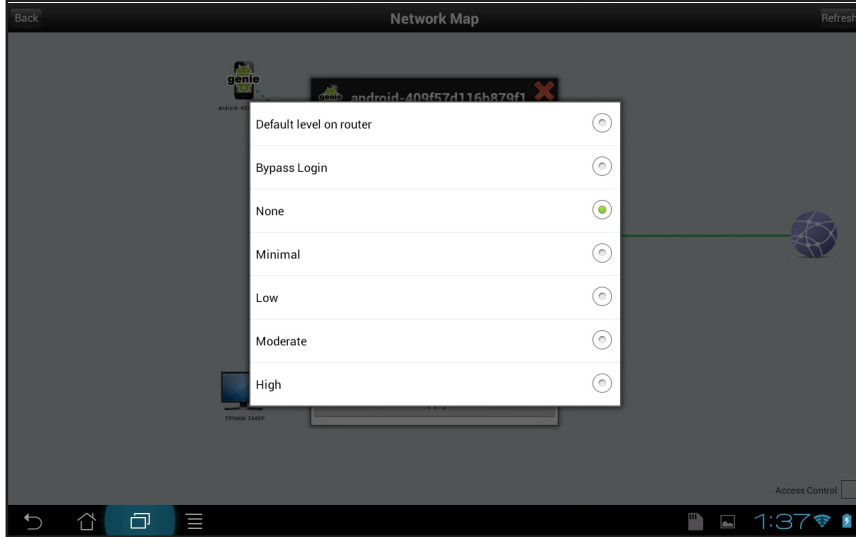 Back
Network Map
Refresh
genie
genie
android-409f57d116b879f1
Default level on router
Bypass Login
None
Minimal
Low
Moderate
High
Access Control
1:37